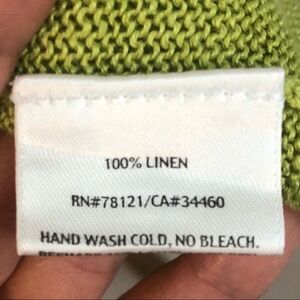 100% LINEN
RN#78121/CA#34460
HAND WASH COLD, NO BLEACH.